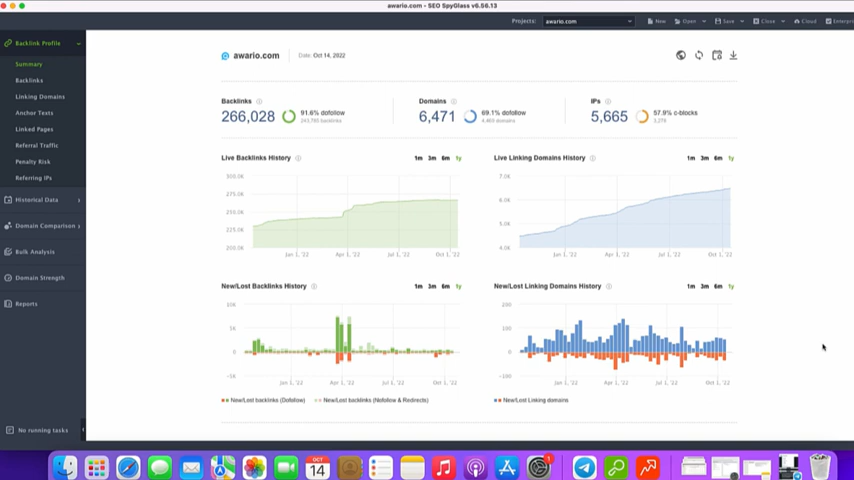 awario.com - SEO SpyGlass v6.56.13
Projects: awario.com New Open Save Close Cloud Enterpris
Backlink Profile
Summary
Backlinks
Linking Domains
Anchor Texts
Linked Pages
Referral Traffic
Penalty Risk
Referring IPs
Historical Data
Domain Comparison
Bulk Analysis
Domain Strength
Reports
No running tasks
awario.com Date: Oct 14, 2022
Backlinks
266,028 91.6% dofollow
Domains
6,471 69.1% dofollow
IPs
5,665 57.9% c-blocks
Live Backlinks History 1m 3m 6m 1y
300.0K
275.0K
250.0K
225.0K
200.0K
Jan 1, '22 Apr 1, '22 Jul 1, '22 Oct 1, '22
Live Linking Domains History 1m 3m 6m 1y
7.0K
6.0K
5.0K
4.0K
Jan 1, '22 Apr 1, '22 Jul 1, '22 Oct 1, '22
New/Lost Backlinks History 1m 3m 6m 1y
10K
5K
0
Jan 1, '22 Apr 1, '22 Jul 1, '22 Oct 1, '22
New/Lost backlinks (Dofollow) New/Lost backlinks (Nofollow & Redirects)
New/Lost Linking Domains History 1m 3m 6m 1y
200
100
0
-100
Jan 1, '22 Apr 1, '22 Jul 1, '22 Oct 1, '22
New/Lost Linking domains
OCT
14
1